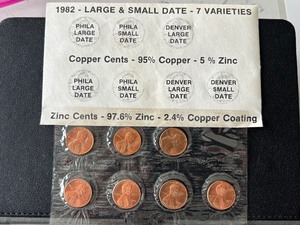 1982 - LARGE & SMALL DATE - 7 VARIETIES
PHILA LARGE DATE
PHILA SMALL DATE
DENVER LARGE DATE
Copper Cents - 95% Copper - 5 % Zinc
PHILA LARGE DATE
PHILA SMALL DATE
DENVER LARGE DATE
DENVER SMALL DATE
Zinc Cents - 97.6% Zinc - 2.4% Copper Coating